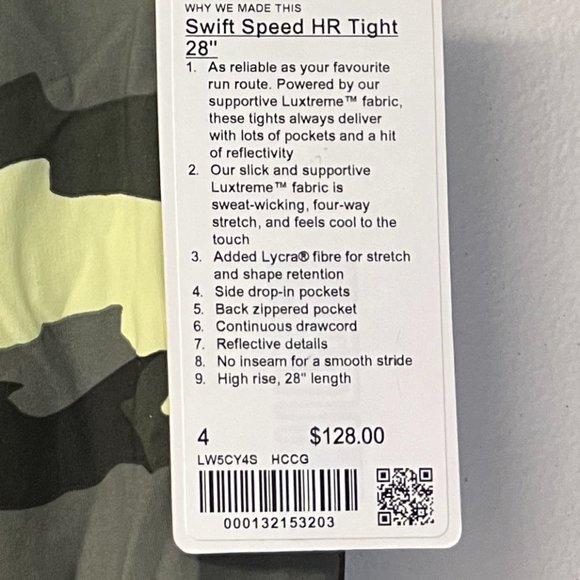 WHY WE MADE THIS
Swift Speed HR Tight
28"
1. As reliable as your favourite
run route. Powered by our
supportive Luxtreme™ fabric,
these tights always deliver
with lots of pockets and a hit
of reflectivity
2. Our slick and supportive
Luxtreme™ fabric is
sweat-wicking, four-way
stretch, and feels cool to the
touch
3. Added Lycra® fibre for stretch
and shape retention
4. Side drop-in pockets
5. Back zippered pocket
6. Continuous drawcord
7. Reflective details
8. No inseam for a smooth stride
9. High rise, 28" length
4 $128.00
LW5CY4S HCCG
000132153203